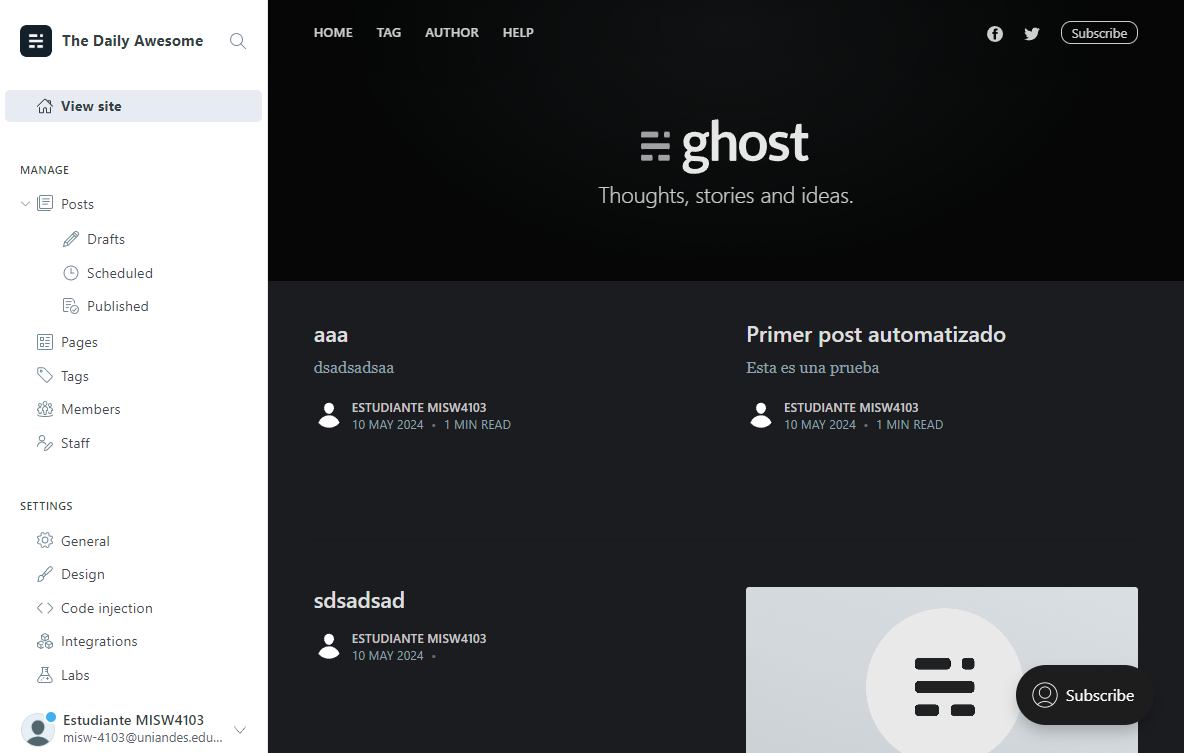 The Daily Awesome
View site
MANAGE
Posts
Drafts
Scheduled
Published
Pages
Tags
Members
Staff
SETTINGS
General
Design
Code injection
Integrations
Labs
Estudiante MISW4103
misw-4103@uniandes.edu...
HOME TAG AUTHOR HELP Subscribe
ghost
Thoughts, stories and ideas.
aaa
dsadsadsaa
ESTUDIANTE MISW4103
10 MAY 2024 • 1 MIN READ
Primer post automatizado
Esta es una prueba
ESTUDIANTE MISW4103
10 MAY 2024 • 1 MIN READ
sdsadsad
ESTUDIANTE MISW4103
10 MAY 2024 •
Subscribe